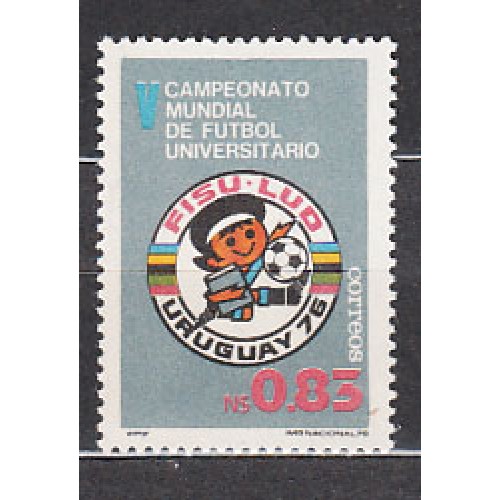 V CAMPEONATO
MUNDIAL
DE FUTBOL
UNIVERSITARIO
FISU·LUD
URUGUAY 76
correos
N$ 0.83